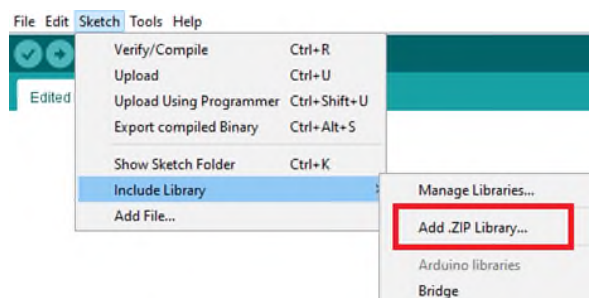 File Edit Sketch Tools Help
Verify/Compile Ctrl+R
Upload Ctrl+U
Edited
Upload Using Programmer Ctrl+Shift+U
Export compiled Binary Ctrl+Alt+S
Show Sketch Folder Ctrl+K
Include Library
Add File...
Manage Libraries...
Add .ZIP Library...
Arduino libraries
Bridge